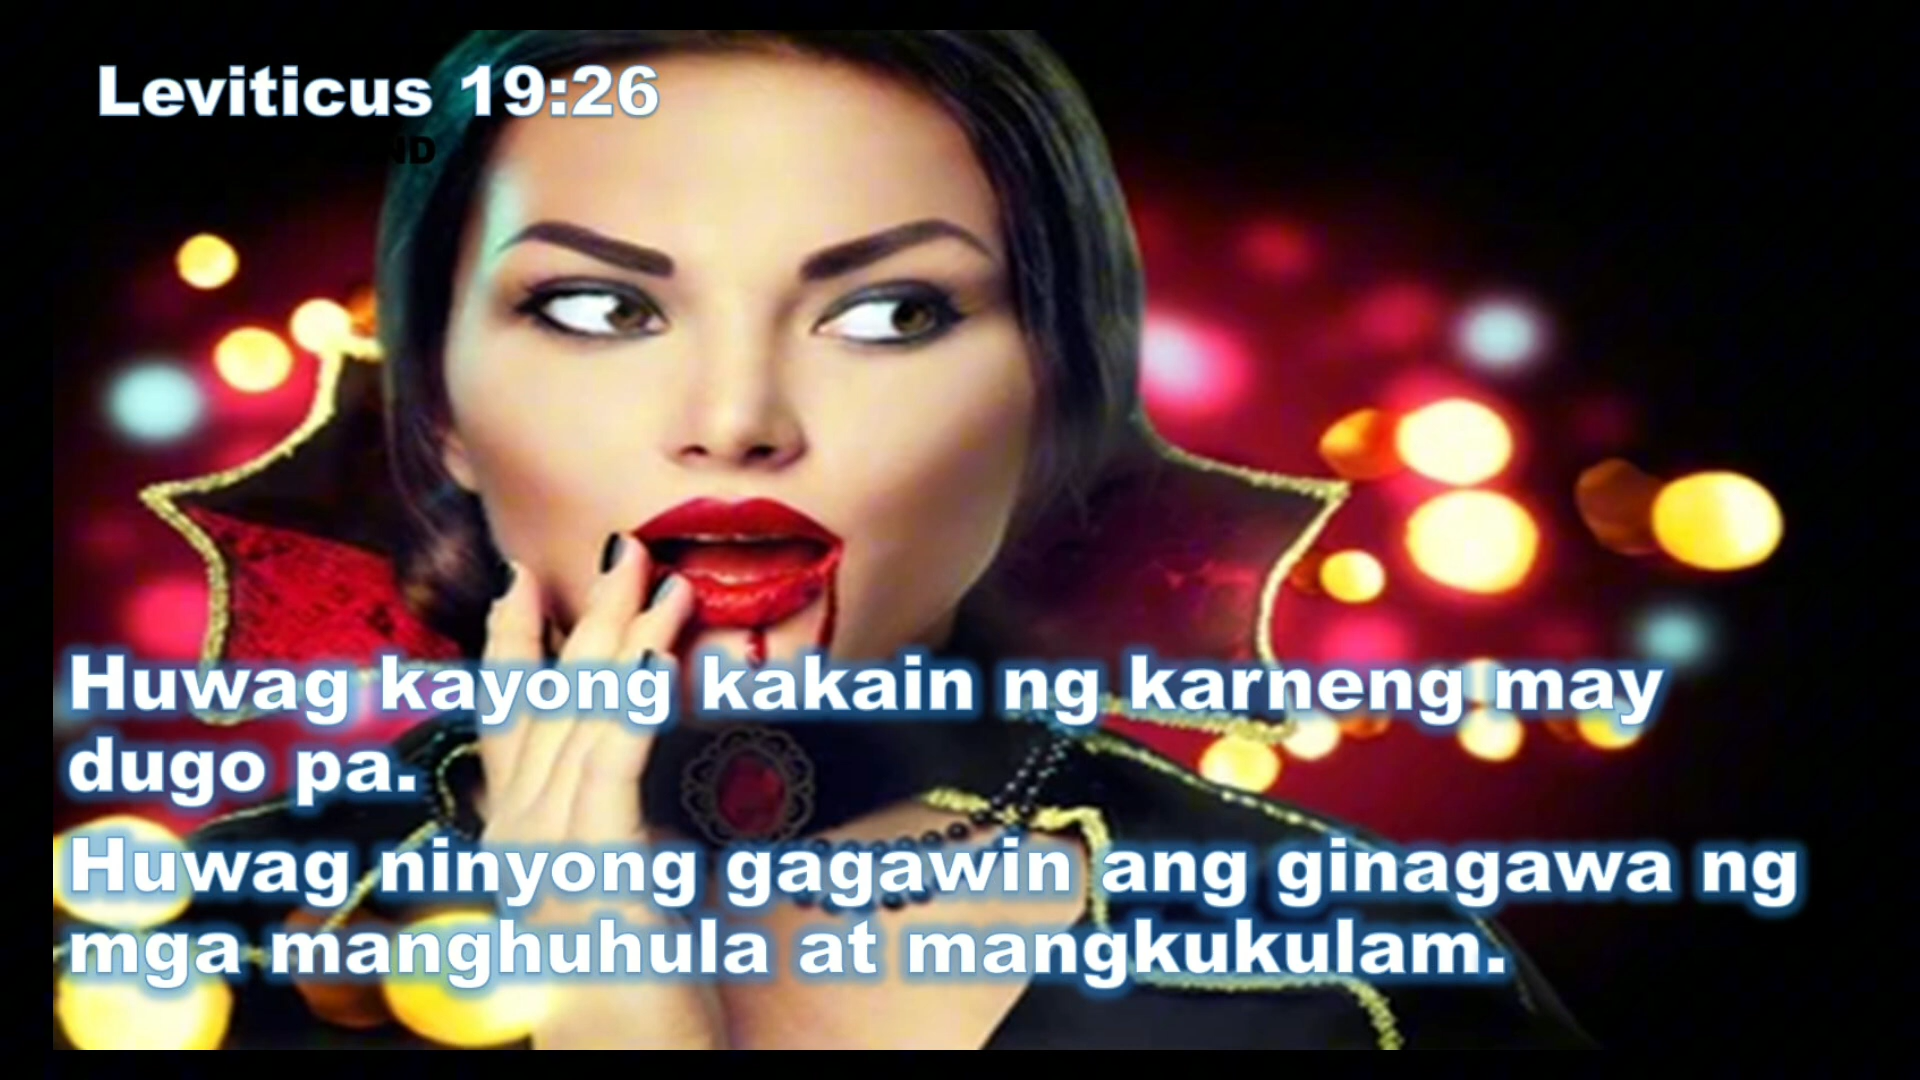 Leviticus 19:26
ND
Huwag kayong kakain ng karneng may
dugo pa.
Huwag ninyong gagawin ang ginagawa ng
mga manghuhula at mangkukulam.